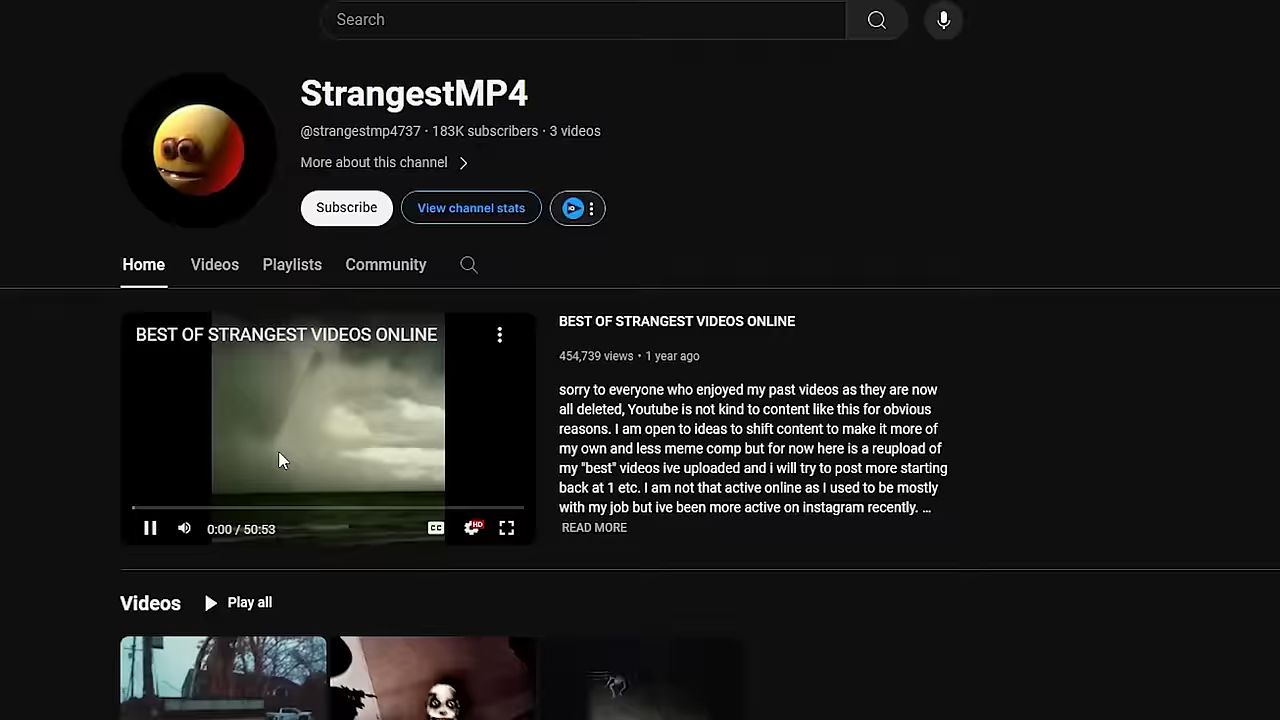 Search
StrangestMP4
@strangestmp4737 · 183K subscribers · 3 videos
More about this channel
Subscribe
View channel stats
Home
Videos
Playlists
Community
BEST OF STRANGEST VIDEOS ONLINE
0:00 / 50:53
CC
HD
BEST OF STRANGEST VIDEOS ONLINE
454,739 views · 1 year ago
sorry to everyone who enjoyed my past videos as they are now
all deleted, Youtube is not kind to content like this for obvious
reasons. I am open to ideas to shift content to make it more of
my own and less meme comp but for now here is a reupload of
my "best" videos ive uploaded and i will try to post more starting
back at 1 etc. I am not that active online as I used to be mostly
with my job but ive been more active on instagram recently. ...
READ MORE
Videos
Play all